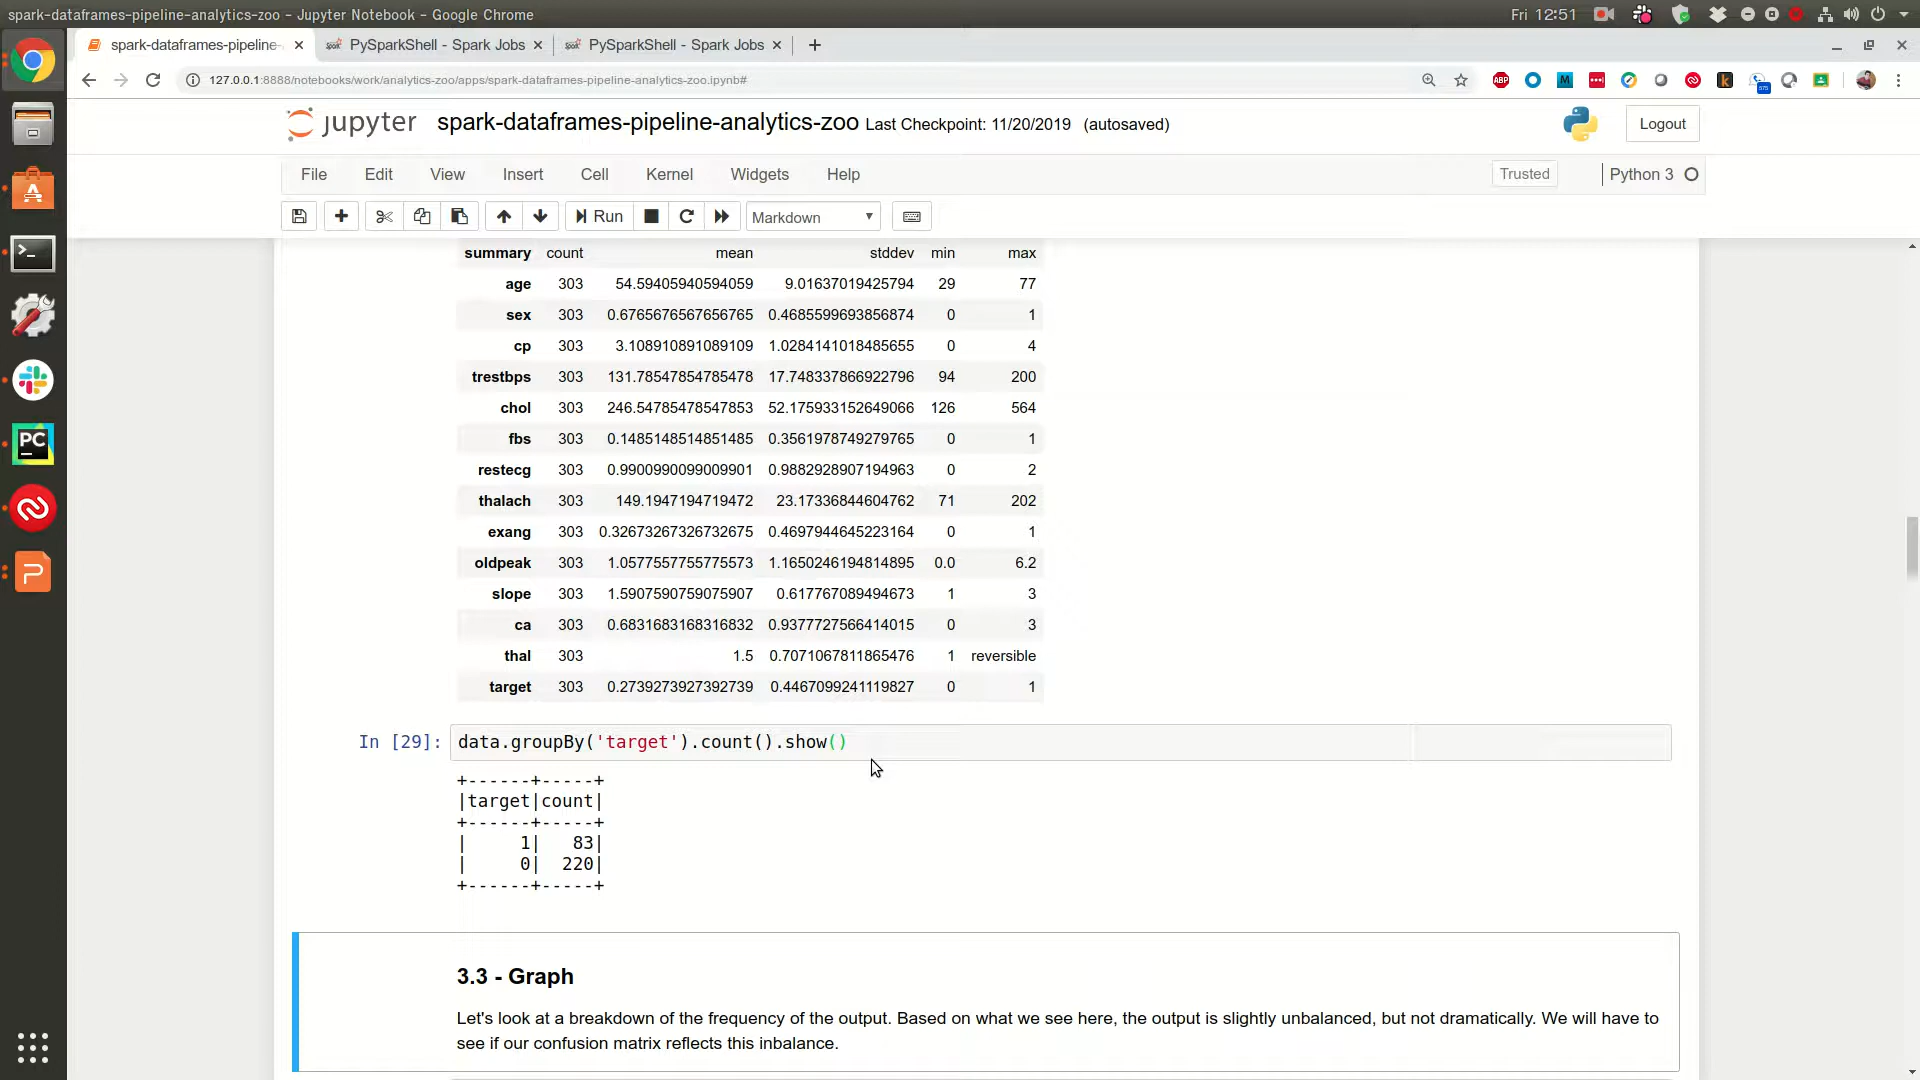 spark-dataframes-pipeline-analytics-zoo - Jupyter Notebook - Google Chrome
Fri 12:51
spark-dataframes-pipeline-
PySparkShell - Spark Jobs
PySparkShell - Spark Jobs
127.0.0.1:8888/notebooks/work/analytics-zoo/apps/spark-dataframes-pipeline-analytics-zoo.ipynb#
jupyter spark-dataframes-pipeline-analytics-zoo Last Checkpoint: 11/20/2019 (autosaved)
Logout
File Edit View Insert Cell Kernel Widgets Help
Trusted
Python 3
Run
Markdown
summary count mean stddev min max
age 303 54.59405940594059 9.01637019425794 29 77
sex 303 0.6765676567656765 0.4685599693856874 0 1
cp 303 3.108910891089109 1.0284141018485655 0 4
trestbps 303 131.78547854785478 17.748337866922796 94 200
chol 303 246.54785478547853 52.175933152649066 126 564
fbs 303 0.1485148514851485 0.3561978749279765 0 1
restecg 303 0.9900990099009901 0.9882928907194963 0 2
thalach 303 149.1947194719472 23.17336844604762 71 202
exang 303 0.32673267326732675 0.4697944645223164 0 1
oldpeak 303 1.0577557755775573 1.1650246194814895 0.0 6.2
slope 303 1.5907590759075907 0.617767089494673 1 3
ca 303 0.6831683168316832 0.9377727566414015 0 3
thal 303 1.5 0.7071067811865476 1 reversible
target 303 0.2739273927392739 0.4467099241119827 0 1
In [29]: data.groupBy('target').count().show()
+------+-----+
|target|count|
+------+-----+
|     1|   83|
|     0|  220|
+------+-----+
3.3 - Graph
Let's look at a breakdown of the frequency of the output. Based on what we see here, the output is slightly unbalanced, but not dramatically. We will have to
see if our confusion matrix reflects this inbalance.